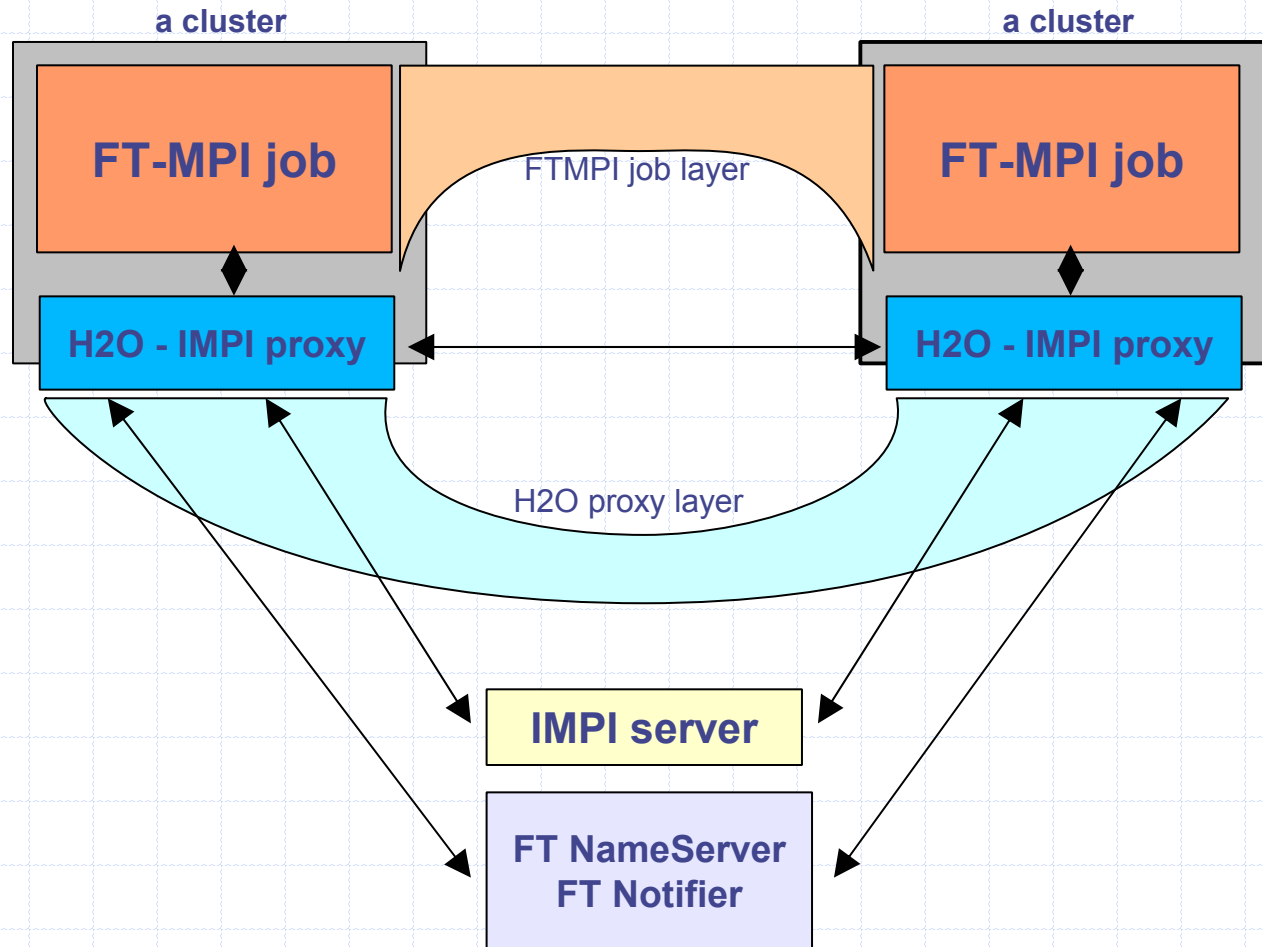 a cluster
a cluster
FT-MPI job
FTMPI job layer
FT-MPI job
H2O - IMPI proxy
H2O - IMPI proxy
H2O proxy layer
IMPI server
FT NameServer
FT Notifier